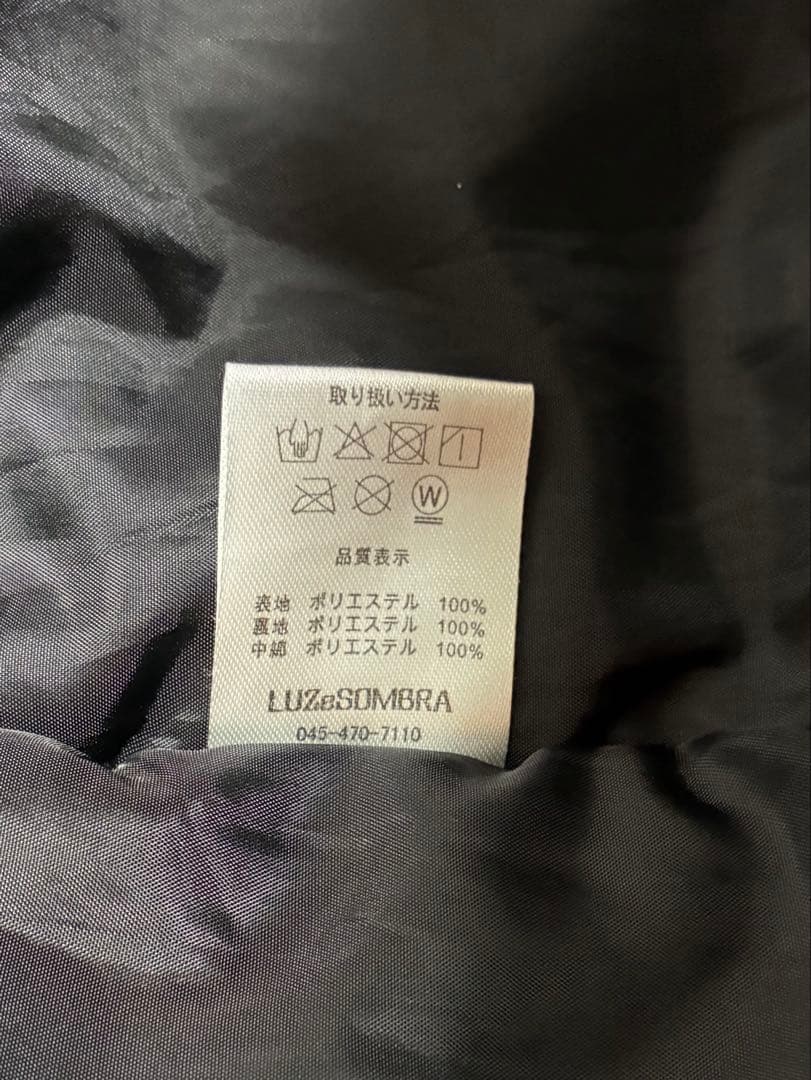 取り扱い方法
W
品質表示
表地 ポリエステル 100%
裏地 ポリエステル 100%
中綿 ポリエステル 100%
LUZeSOMBRA
045-470-7110